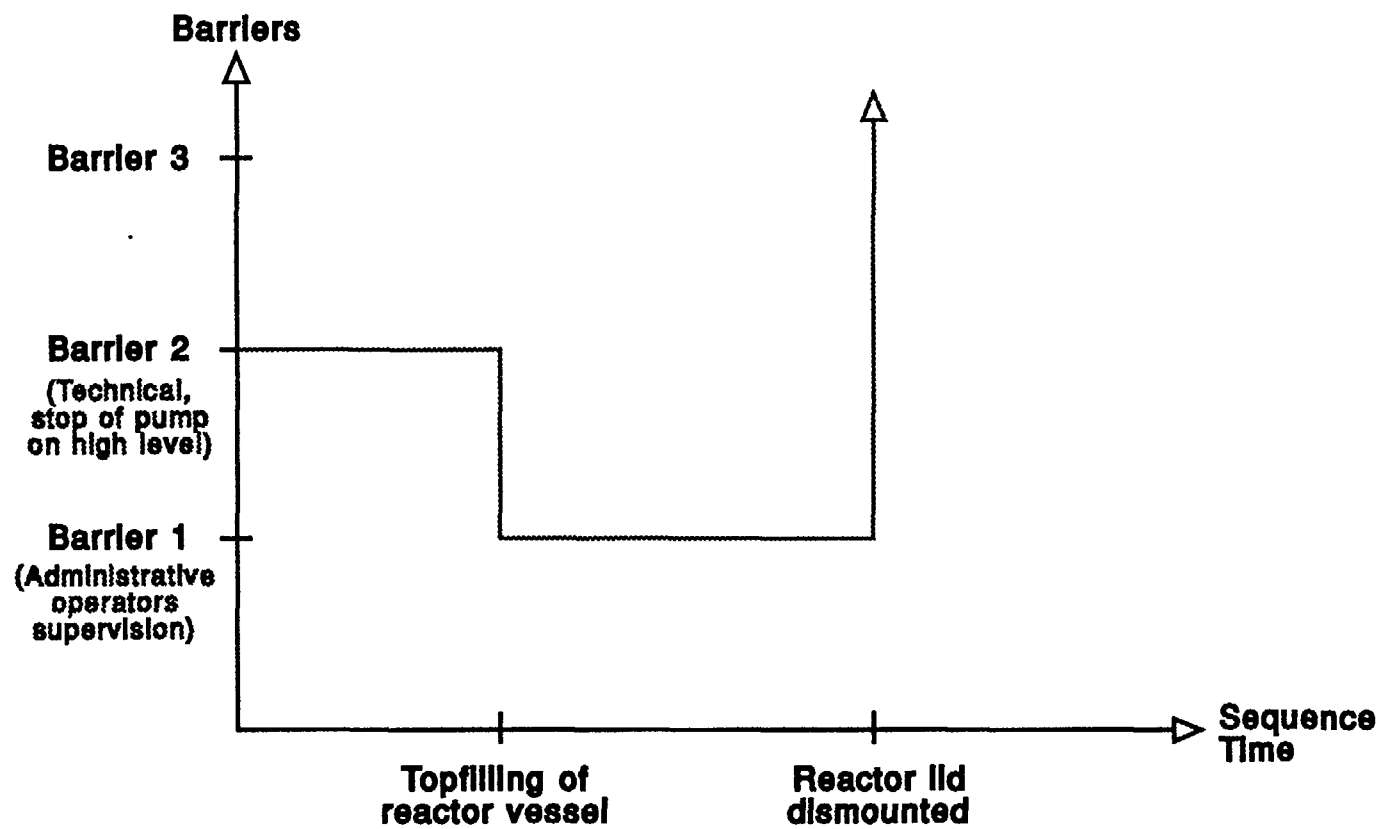 Barriers
Barrier 3
Barrier 2
(Technical,
stop of pump
on high level)
Barrier 1
(Administrative
operators
supervision)
Sequence
Time
Topfilling of
reactor vessel
Reactor lid
dismounted